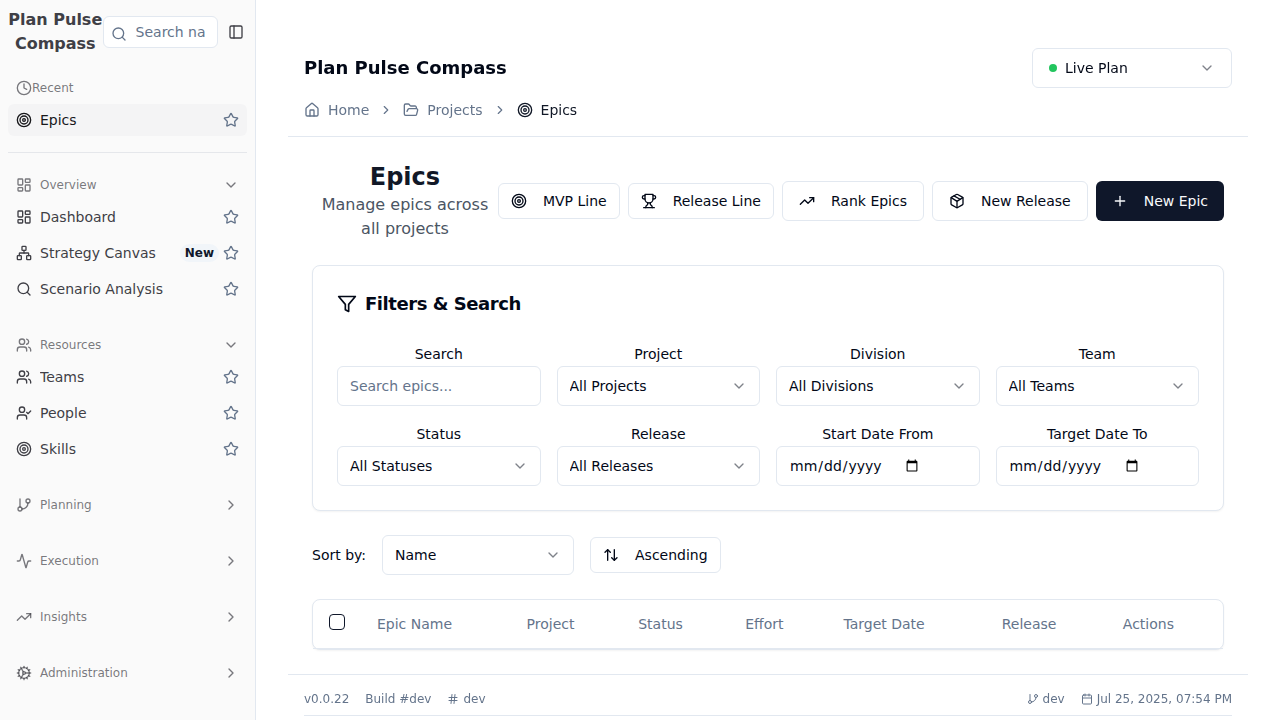 Plan Pulse
Compass
Search na
Recent
Epics
Overview
Dashboard
Strategy Canvas New
Scenario Analysis
Resources
Teams
People
Skills
Planning
Execution
Insights
Administration
Plan Pulse Compass
Live Plan
Home Projects Epics
Epics
Manage epics across
all projects
MVP Line Release Line Rank Epics New Release New Epic
Filters & Search
Search Project Division Team
Search epics... All Projects All Divisions All Teams
Status Release Start Date From Target Date To
All Statuses All Releases mm/dd/yyyy mm/dd/yyyy
Sort by: Name Ascending
Epic Name Project Status Effort Target Date Release Actions
v0.0.22 Build #dev # dev dev Jul 25, 2025, 07:54 PM